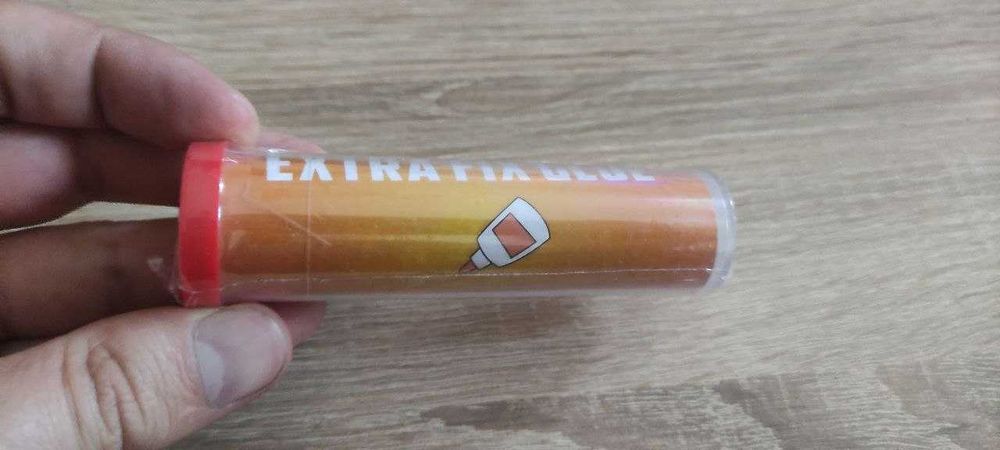 EXTRA FIX GLUE